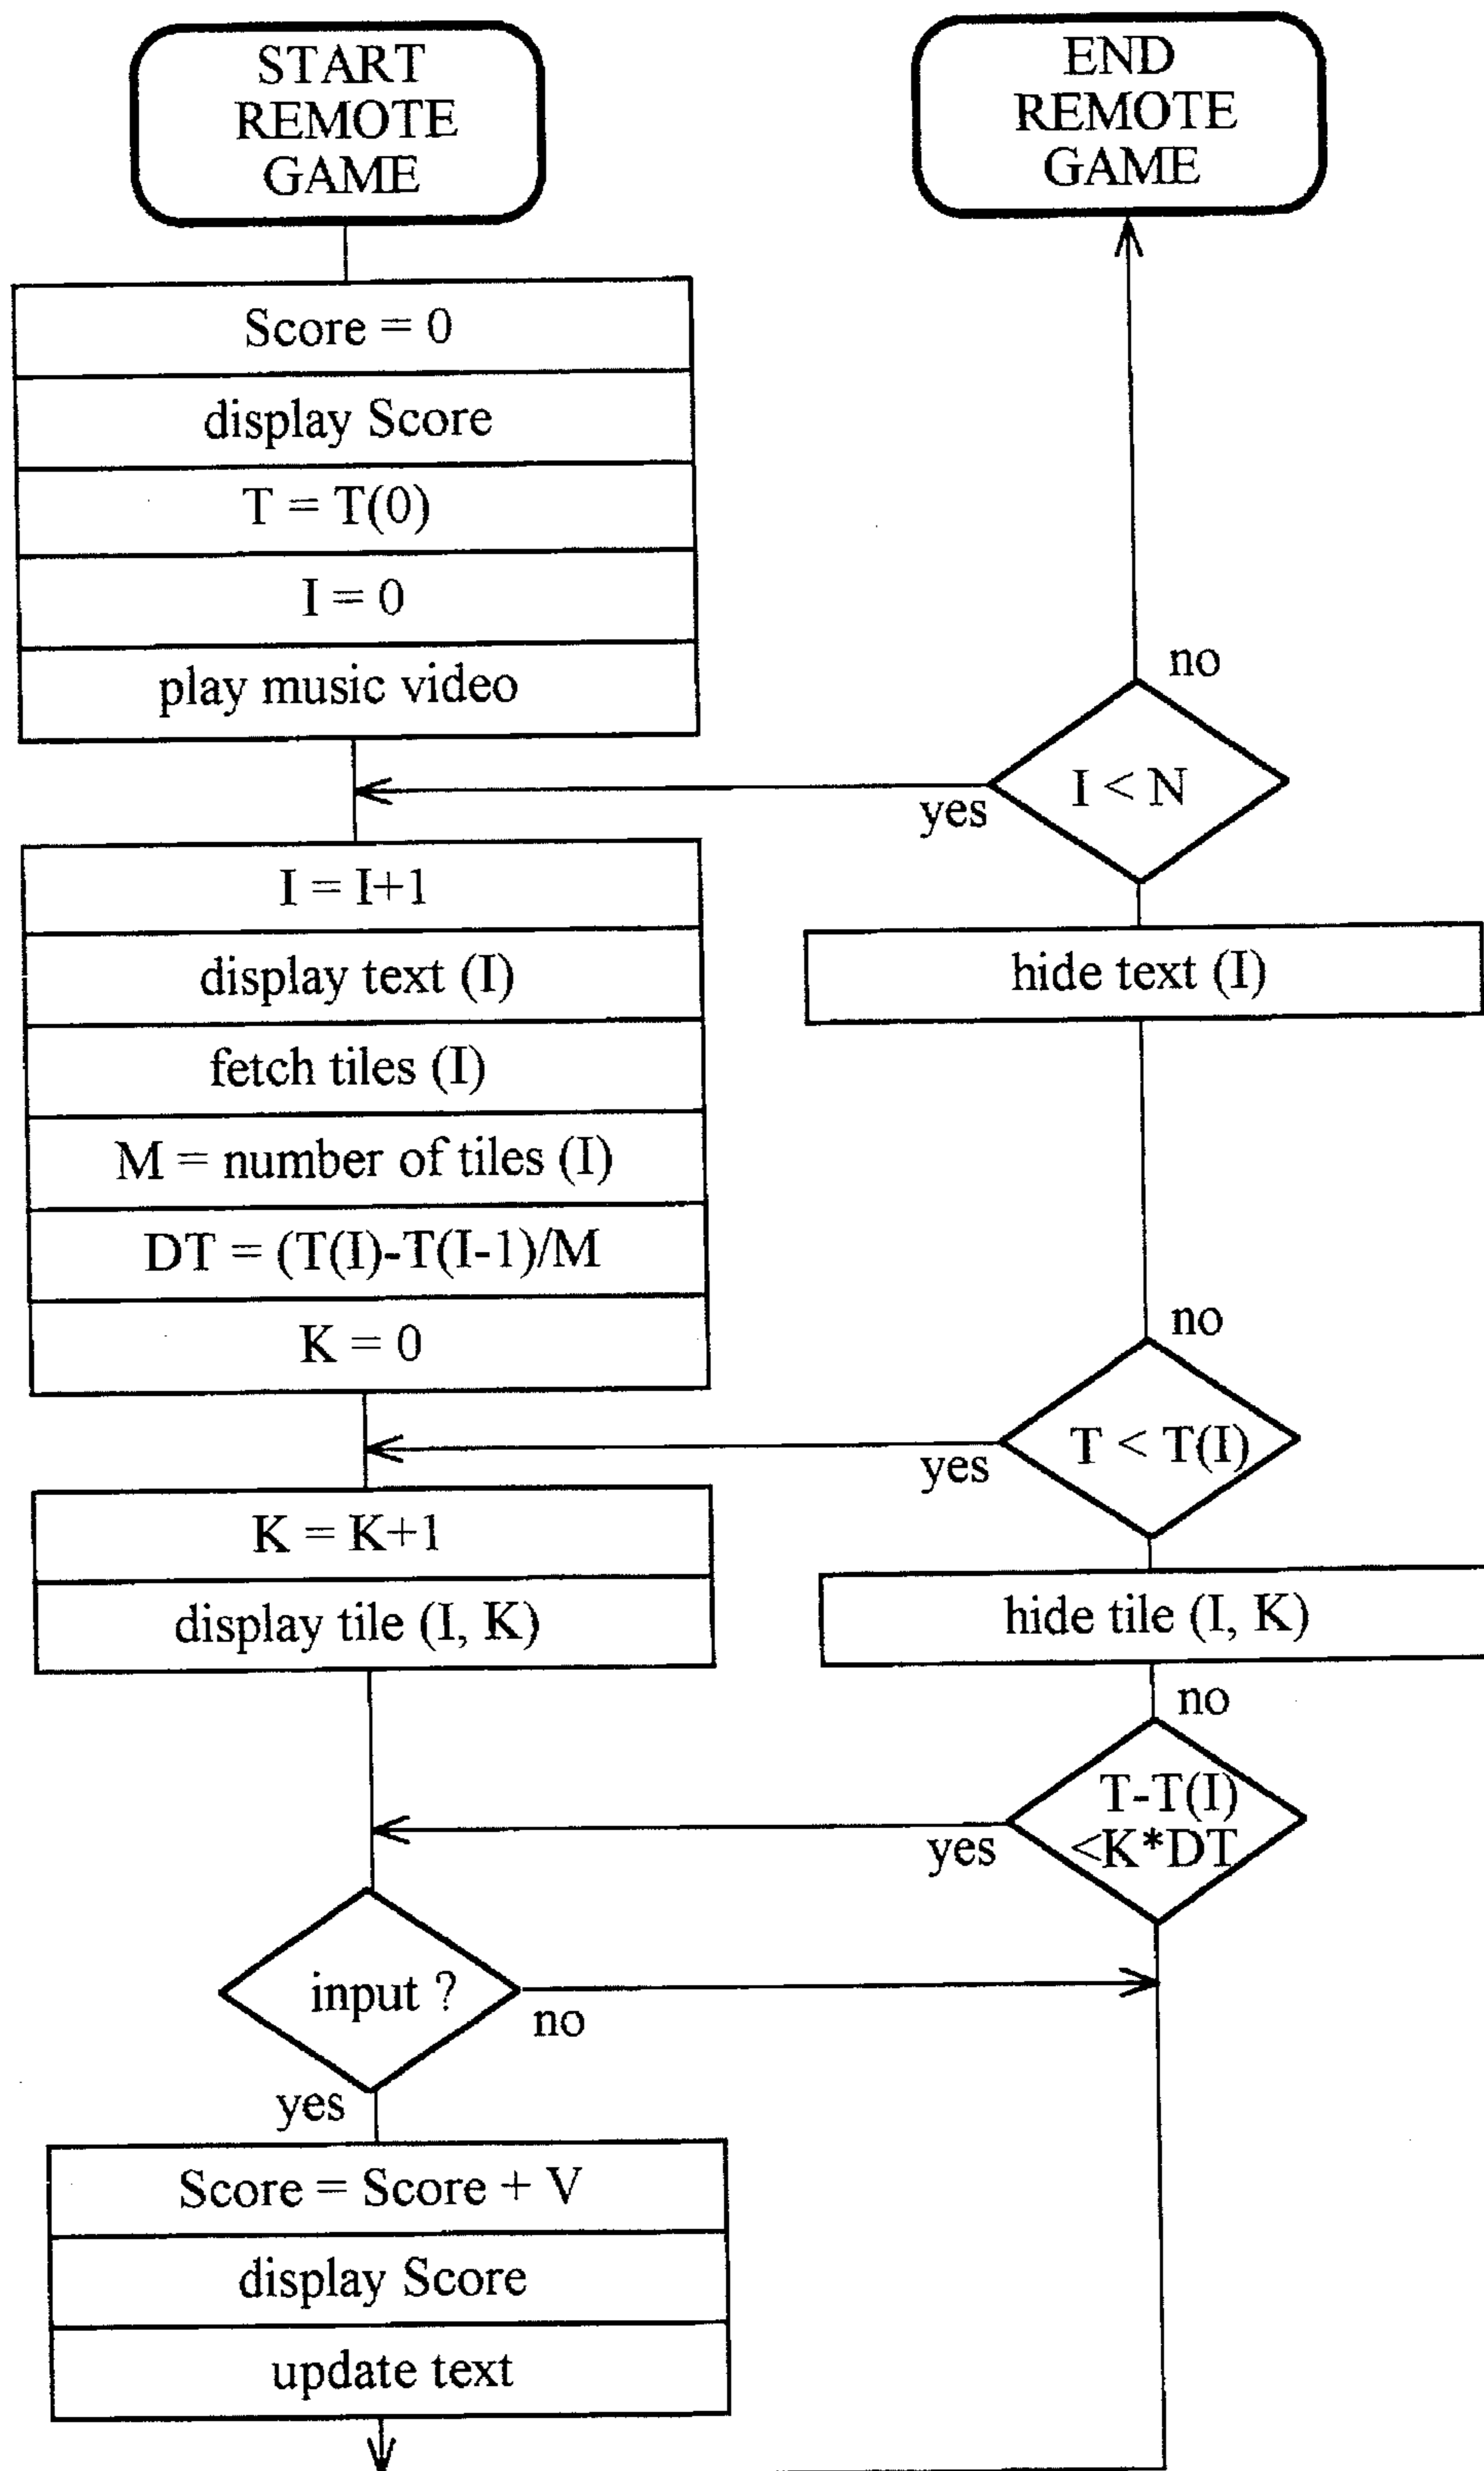 START
REMOTE
GAME
Score = 0
display Score
T = T(0)
I = 0
play music video
I = I+1
display text (I)
fetch tiles (I)
M = number of tiles (I)
DT = (T(I)-T(I-1)/M
K = 0
K = K+1
display tile (I, K)
input ?
no
yes
Score = Score + V
display Score
update text
END
REMOTE
GAME
no
I < N
yes
hide text (I)
no
T < T(I)
yes
hide tile (I, K)
no
T-T(I)
<K*DT
yes